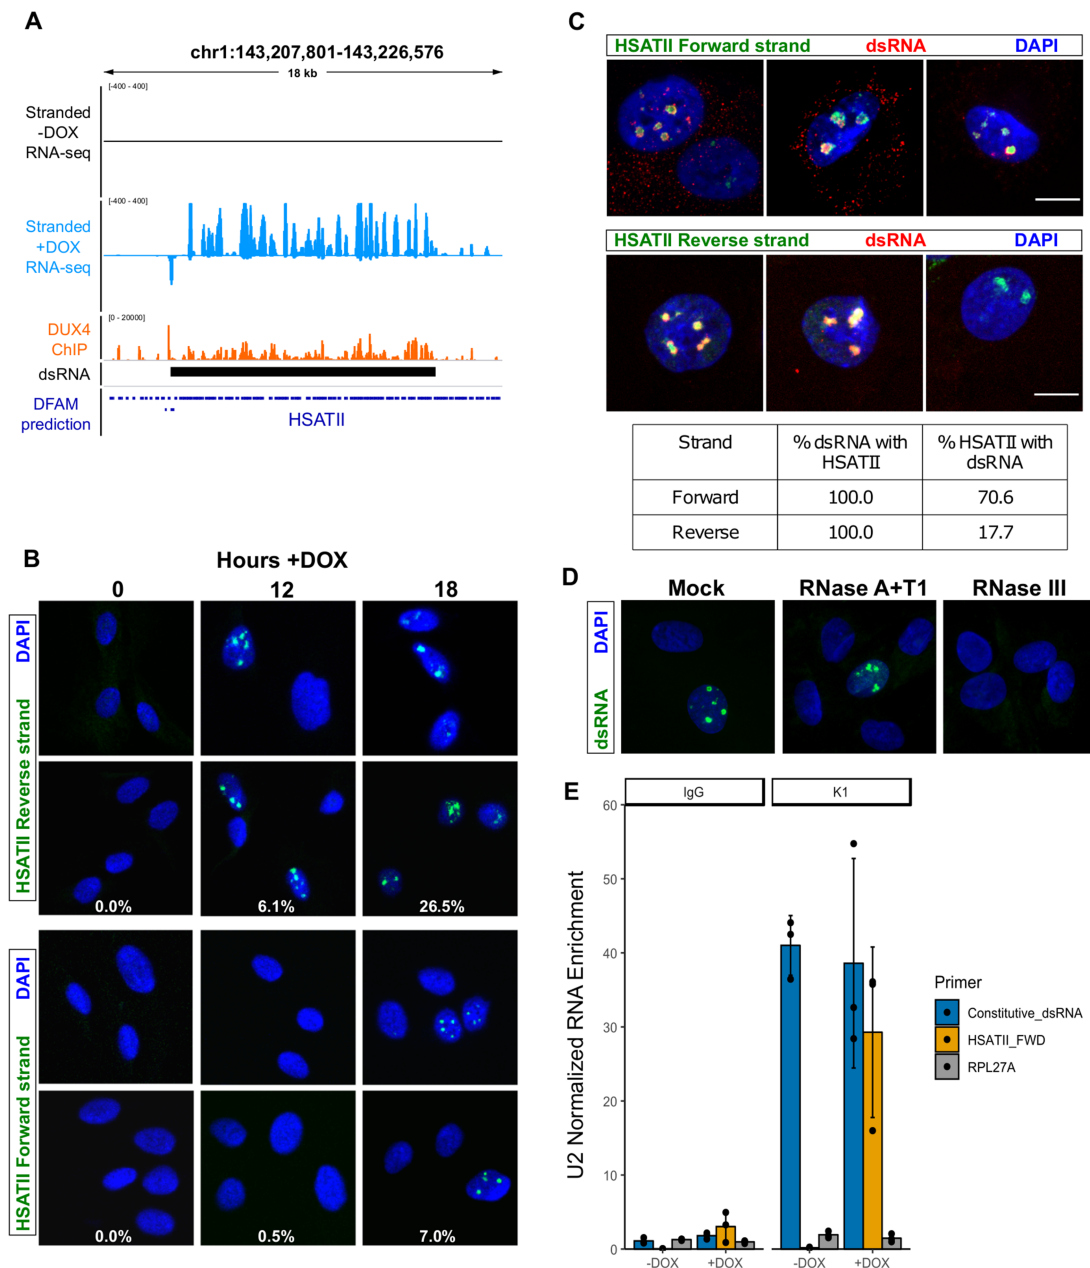 A
chr1:143,207,801-143,226,576
18 kb
[-400 - 400]
Stranded
-DOX
RNA-seq
[-400 - 400]
Stranded
+DOX
RNA-seq
[0 - 20000]
DUX4
ChIP
dsRNA
DFAM
prediction
HSATII
B
Hours +DOX
0 12 18
HSATII Reverse strand DAPI
0.0% 6.1% 26.5%
HSATII Forward strand DAPI
0.0% 0.5% 7.0%
C
HSATII Forward strand dsRNA DAPI
HSATII Reverse strand dsRNA DAPI
Strand % dsRNA with HSATII % HSATII with dsRNA
Forward 100.0 70.6
Reverse 100.0 17.7
D
Mock RNase A+T1 RNase III
dsRNA DAPI
E
IgG K1
U2 Normalized RNA Enrichment
60
50
40
30
20
10
0
-DOX +DOX -DOX +DOX
Primer
Constitutive_dsRNA
HSATII_FWD
RPL27A